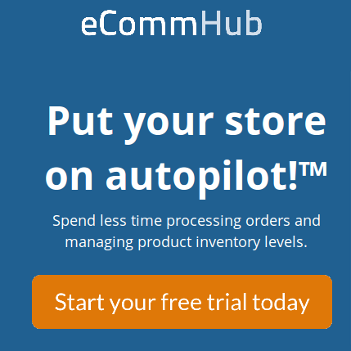 eCommHub
Put your store
on autopilot!™
Spend less time processing orders and
managing product inventory levels.
Start your free trial today